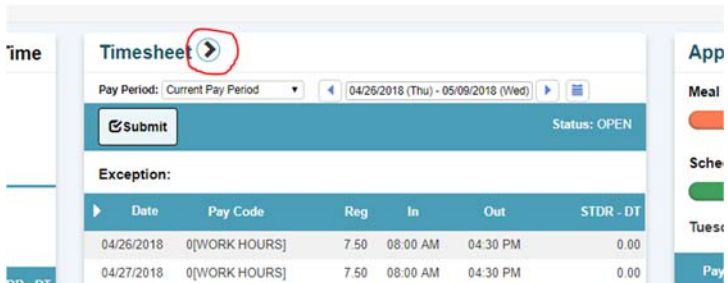 ime
Timesheet
App
Pay Period: Current Pay Period 04/26/2018 (Thu) - 05/09/2018 (Wed)
Meal
Submit
Status: OPEN
Exception:
Sche
Date Pay Code Reg In Out STDR - DT
Tuesd
04/26/2018 0[WORK HOURS] 7.50 08:00 AM 04:30 PM 0.00
04/27/2018 0[WORK HOURS] 7.50 08:00 AM 04:30 PM 0.00
Pay